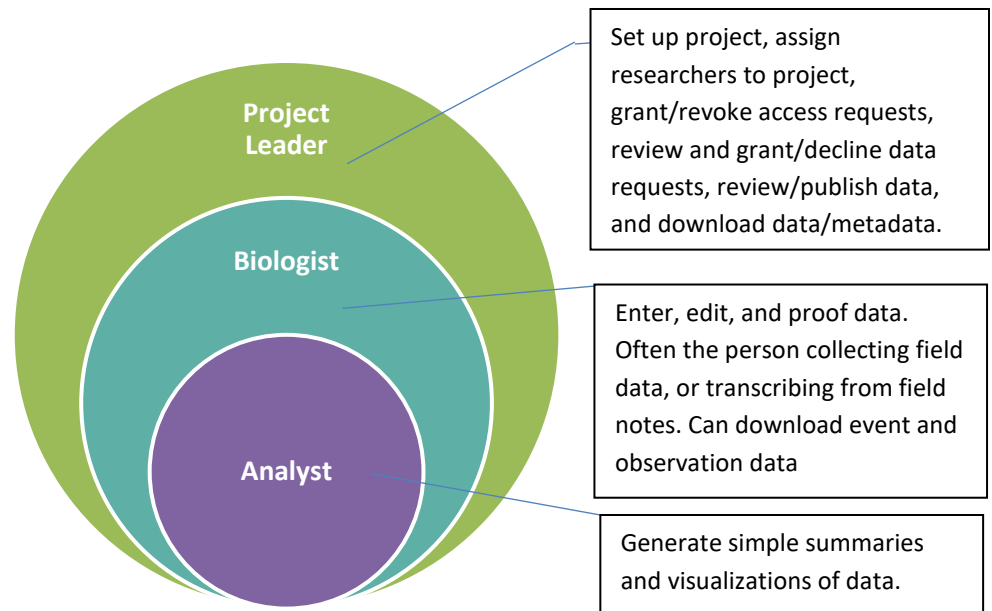 Project
Leader
Biologist
Analyst
Set up project, assign
researchers to project,
grant/revoke access requests,
review and grant/decline data
requests, review/publish data,
and download data/metadata.
Enter, edit, and proof data.
Often the person collecting field
data, or transcribing from field
notes. Can download event and
observation data
Generate simple summaries
and visualizations of data.